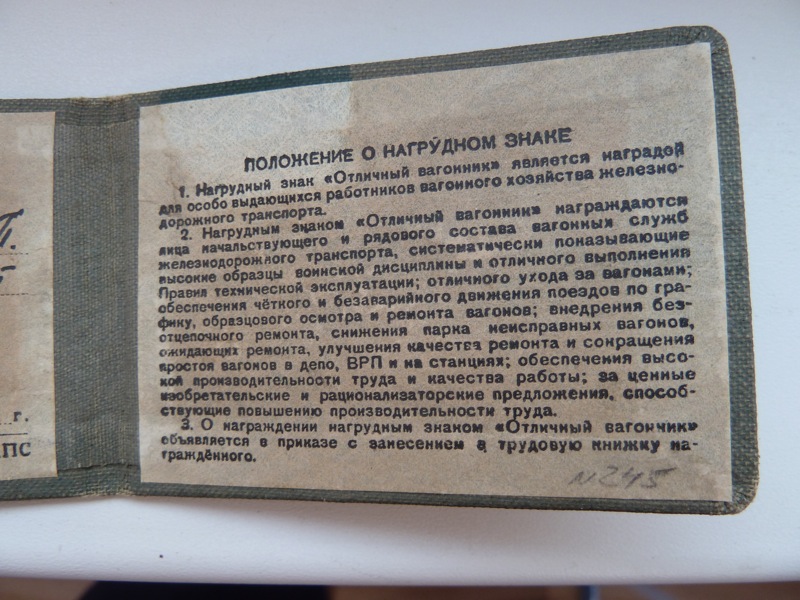 ПОЛОЖЕНИЕ О НАГРУДНОМ ЗНАКЕ
1. Нагрудный знак «Отличный вагонник» является наградой
для особо выдающихся работников вагонного хозяйства железно-
дорожного транспорта.
2. Нагрудным знаком «Отличный вагонник» награждаются
лица начальствующего и рядового состава вагонных служб
железнодорожного транспорта, систематически показывающие
высокие образцы воинской дисциплины и отличного выполнения
Правил технической эксплуатации; отличного ухода за вагонами;
обеспечения чёткого и безаварийного движения поездов по гра-
фику, образцового осмотра и ремонта вагонов; внедрения без-
отцепочного ремонта, снижения парка неисправных вагонов,
ожидающих ремонта, улучшения качества ремонта и сокращения
простоя вагонов в депо, ВРП и на станциях; обеспечения высо-
кой производительности труда и качества работы; за ценные
изобретательские и рационализаторские предложения, способ-
ствующие повышению производительности труда.
3. О награждении нагрудным знаком «Отличный вагонник»
объявляется в приказе с занесением в трудовую книжку на-
граждённого.
N 245
г.
ПС